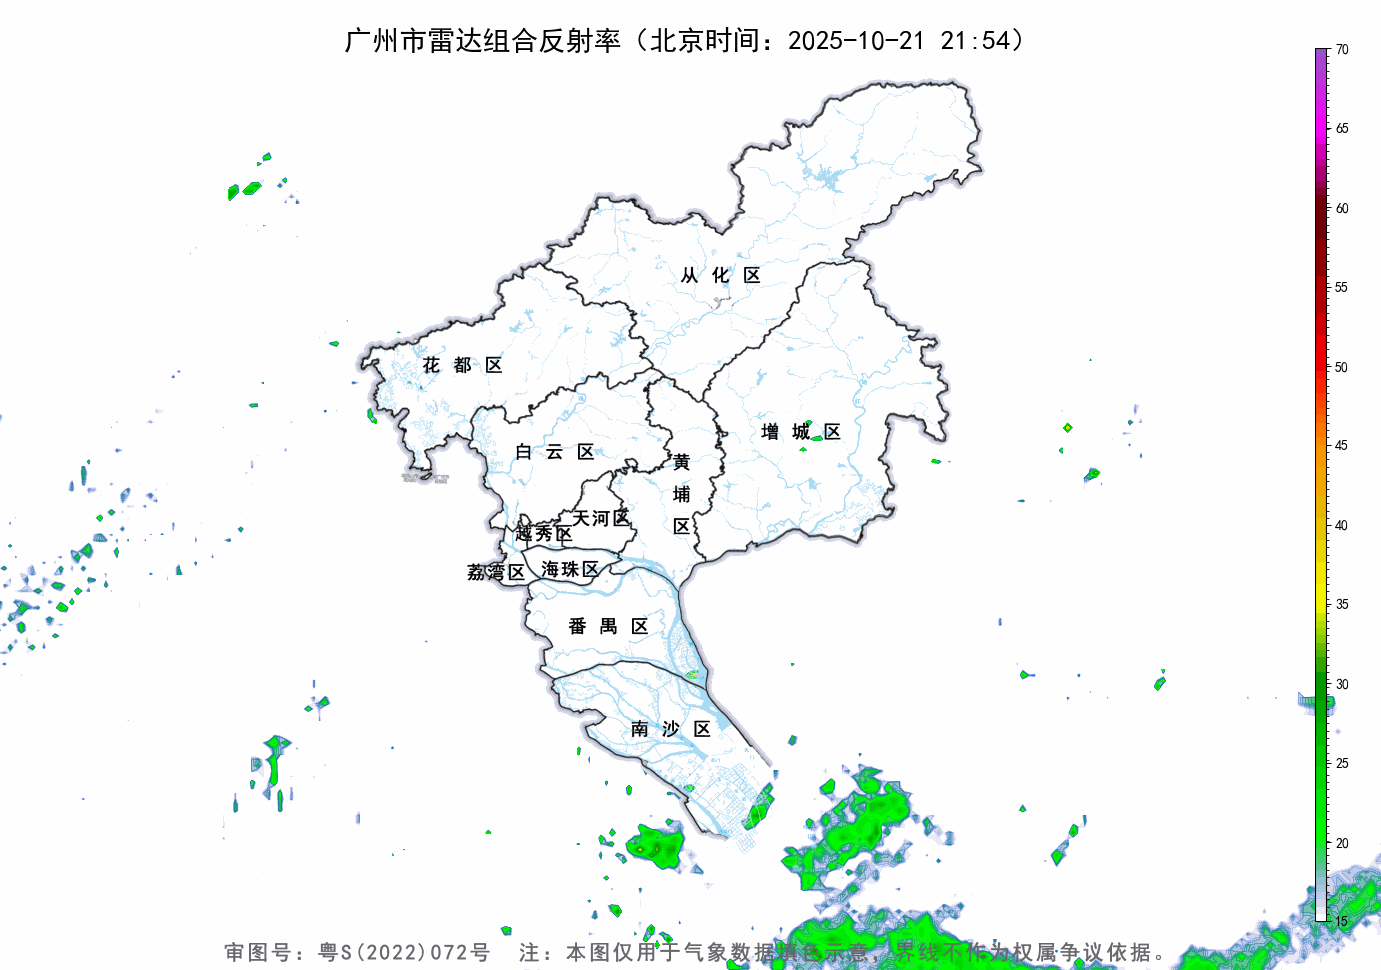 广州市雷达组合反射率（北京时间：2025-10-21 21:54）
70
65
60
55
50
45
40
35
30
25
20
15
从化区
花都区
增城区
白云区
黄埔区
天河区
越秀区
荔湾区
海珠区
番禺区
南沙区
审图号：粤S(2022)072号 注：本图仅用于气象数据填色示意，界线不作为权属争议依据。